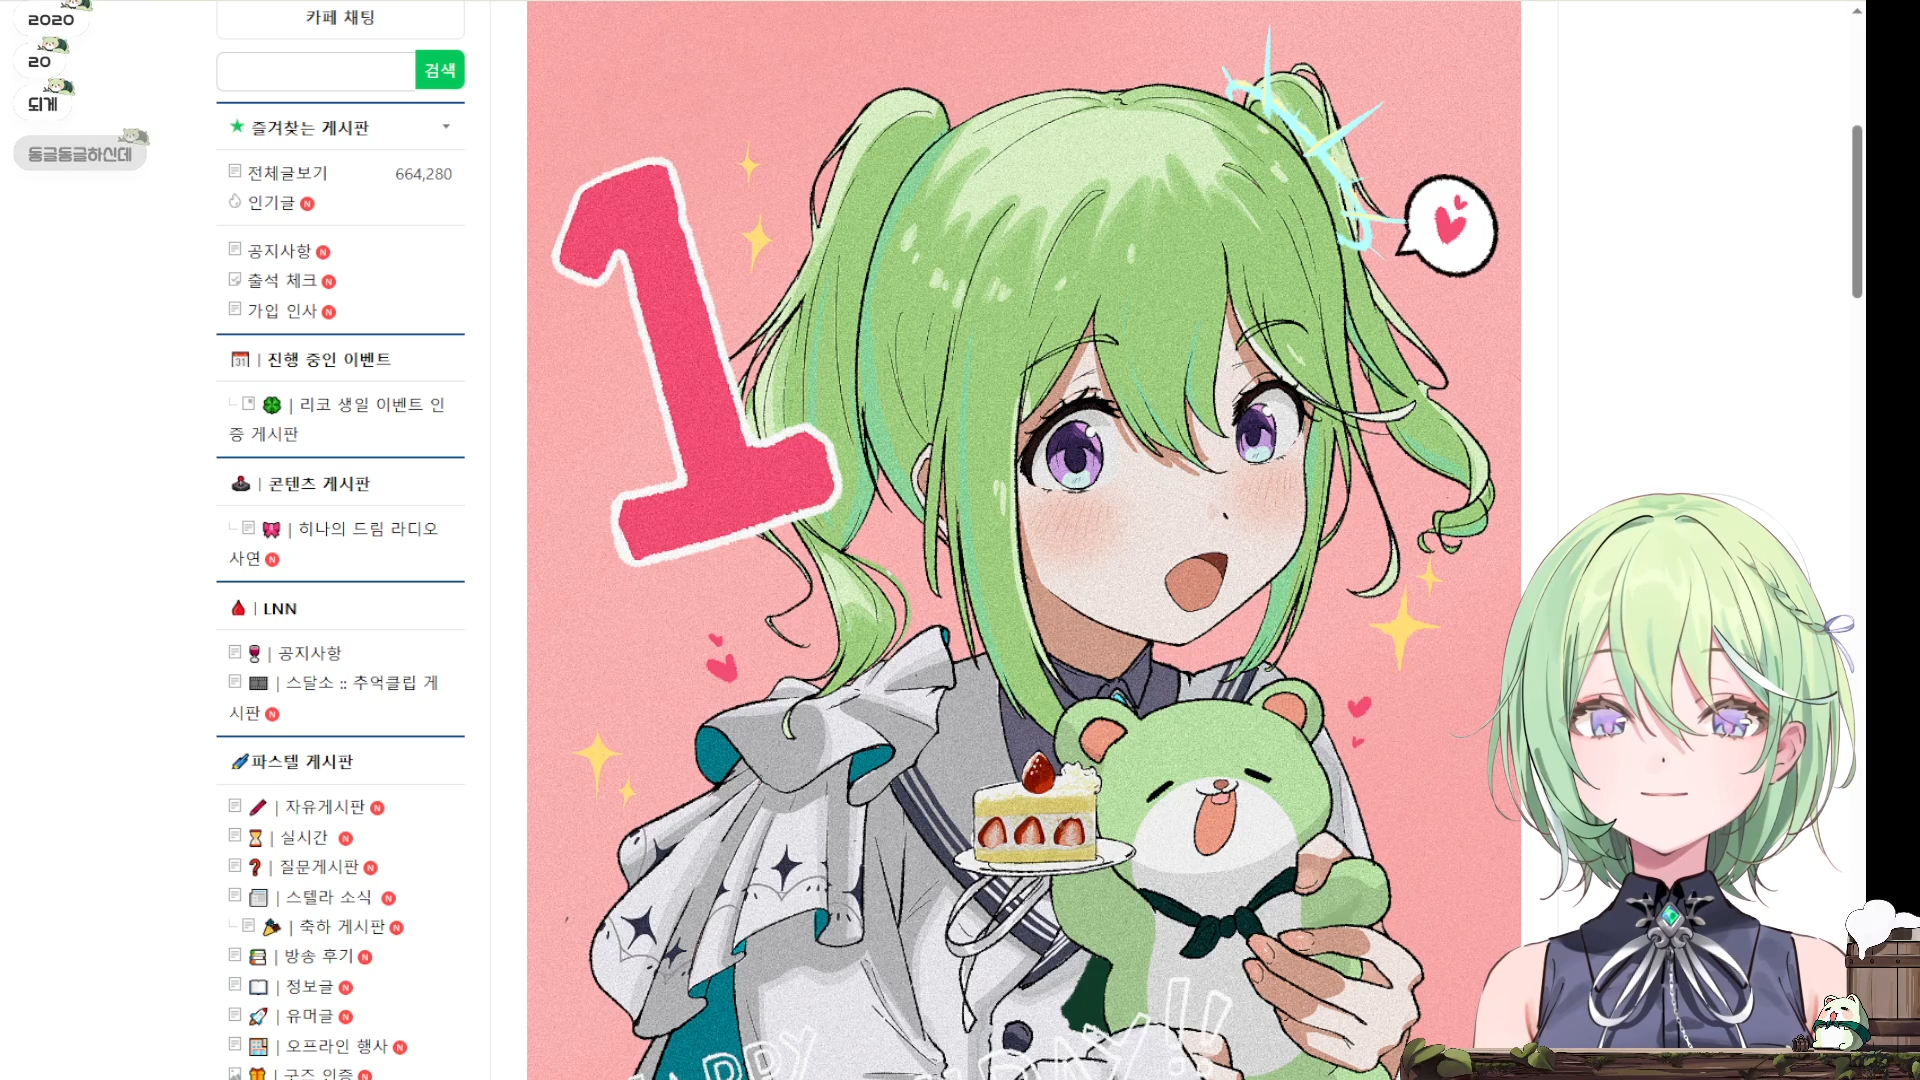 2020
20
되게
동글동글하신데
카페 채팅
검색
즐겨찾는 게시판
전체글보기 664,280
인기글 N
공지사항 N
출석 체크 N
가입 인사 N
31 | 진행 중인 이벤트
| 리코 생일 이벤트 인
증 게시판
| 콘텐츠 게시판
| 히나의 드림 라디오
사연 N
| LNN
| 공지사항
| 스달소 :: 추억클립 게
시판 N
파스텔 게시판
| 자유게시판 N
| 실시간 N
| 질문게시판 N
| 스텔라 소식 N
| 축하 게시판 N
| 방송 후기 N
| 정보글 N
| 유머글 N
| 오프라인 행사 N
| 굿즈 인증 N
1